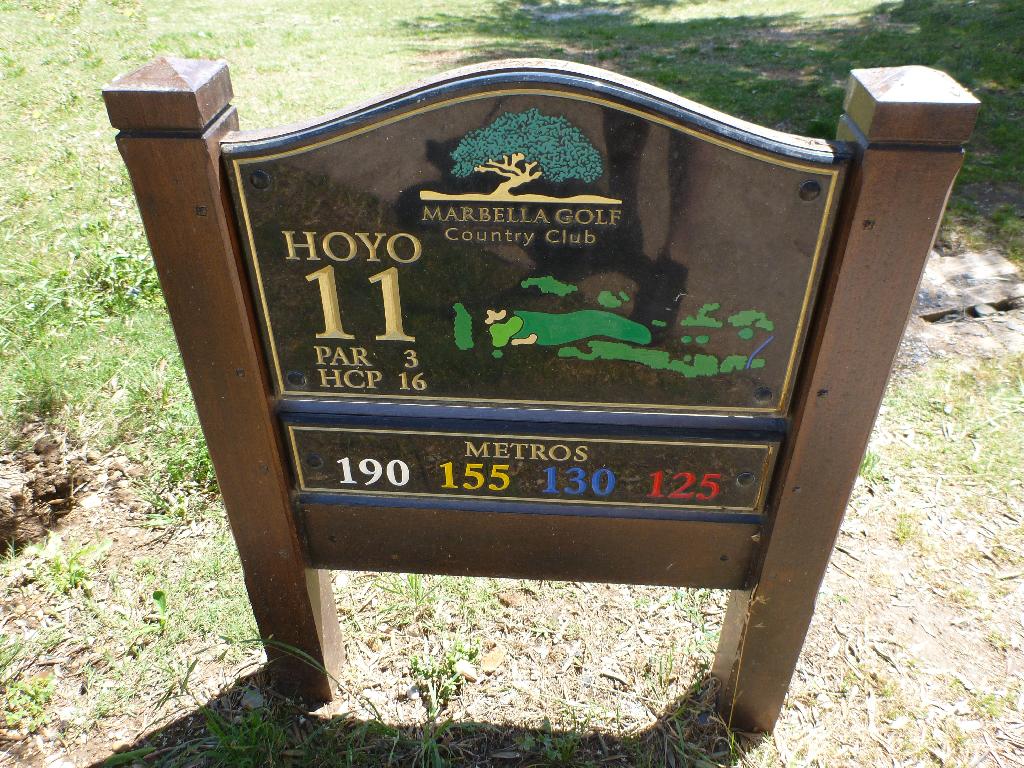 MARBELLA GOLF
Country Club
HOYO
11
PAR 3
HCP 16
METROS
190 155 130 125